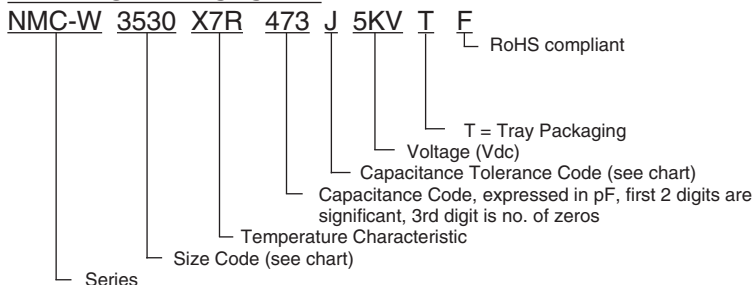 NMC-W 3530 X7R 473 J 5KV T F
RoHS compliant
T = Tray Packaging
Voltage (Vdc)
Capacitance Tolerance Code (see chart)
Capacitance Code, expressed in pF, first 2 digits are
significant, 3rd digit is no. of zeros
Temperature Characteristic
Size Code (see chart)
Series